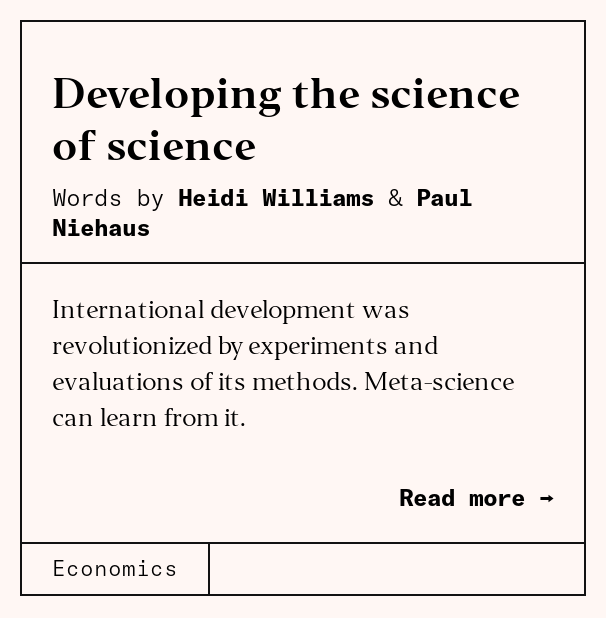 Developing the science
of science
Words by Heidi Williams & Paul
Niehaus
International development was
revolutionized by experiments and
evaluations of its methods. Meta-science
can learn from it.
Read more →
Economics